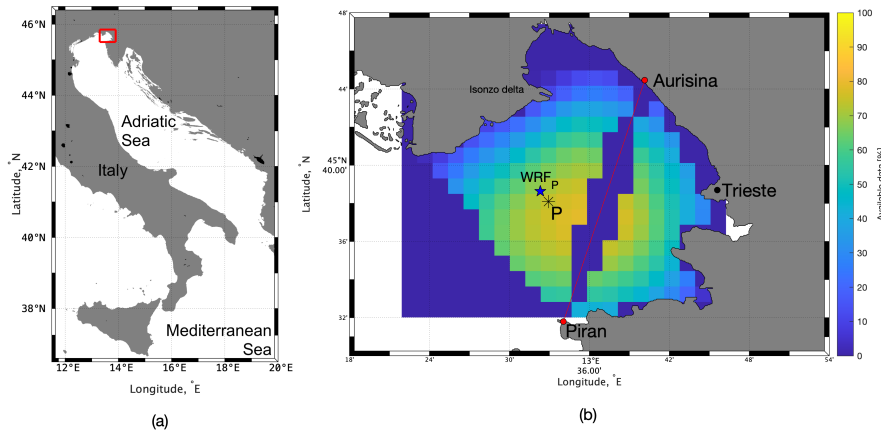 46°N
44°N
42°N
40°N
38°N
Latitude, °N
Adriatic
Sea
Italy
Mediterranean
Sea
12°E
14°E
16°E
18°E
20°E
Longitude, °E
(a)
48'
44'
45°N
40.00'
36'
32'
Latitude, °N
Isonzo delta
Aurisina
WRF P
P
Trieste
Piran
18'
24'
30'
13°E
36.00'
42'
48'
54'
Longitude, °E
100
90
80
70
60
50
40
30
20
10
0
Available data [%]
(b)